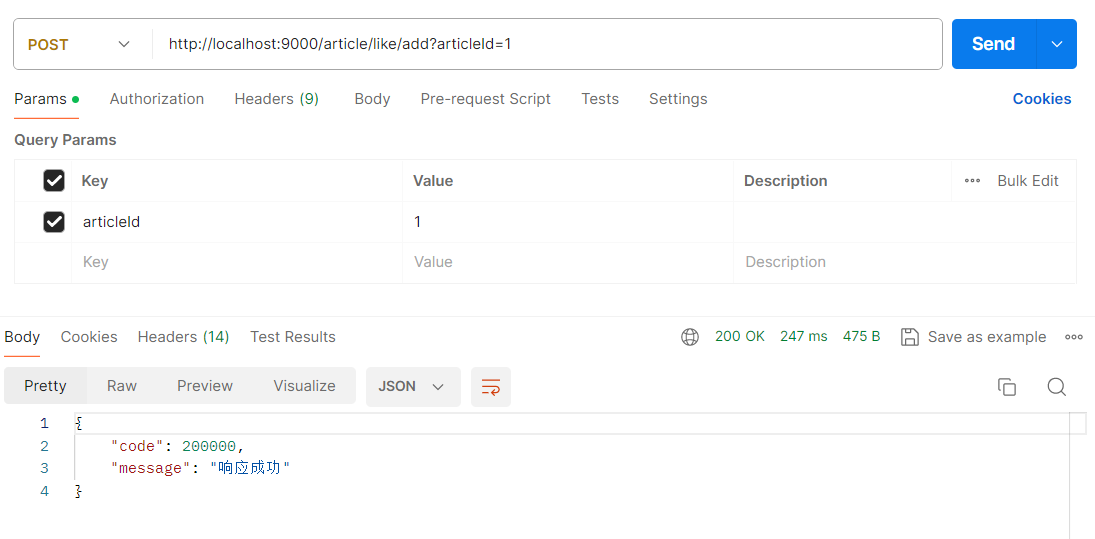 POST http://localhost:9000/article/like/add?articleId=1 Send
Params Authorization Headers (9) Body Pre-request Script Tests Settings Cookies
Query Params
Key Value Description Bulk Edit
articleId 1
Key Value Description
Body Cookies Headers (14) Test Results 200 OK 247 ms 475 B Save as example
Pretty Raw Preview Visualize JSON
1 {
2 "code": 200000,
3 "message": "响应成功"
4 }